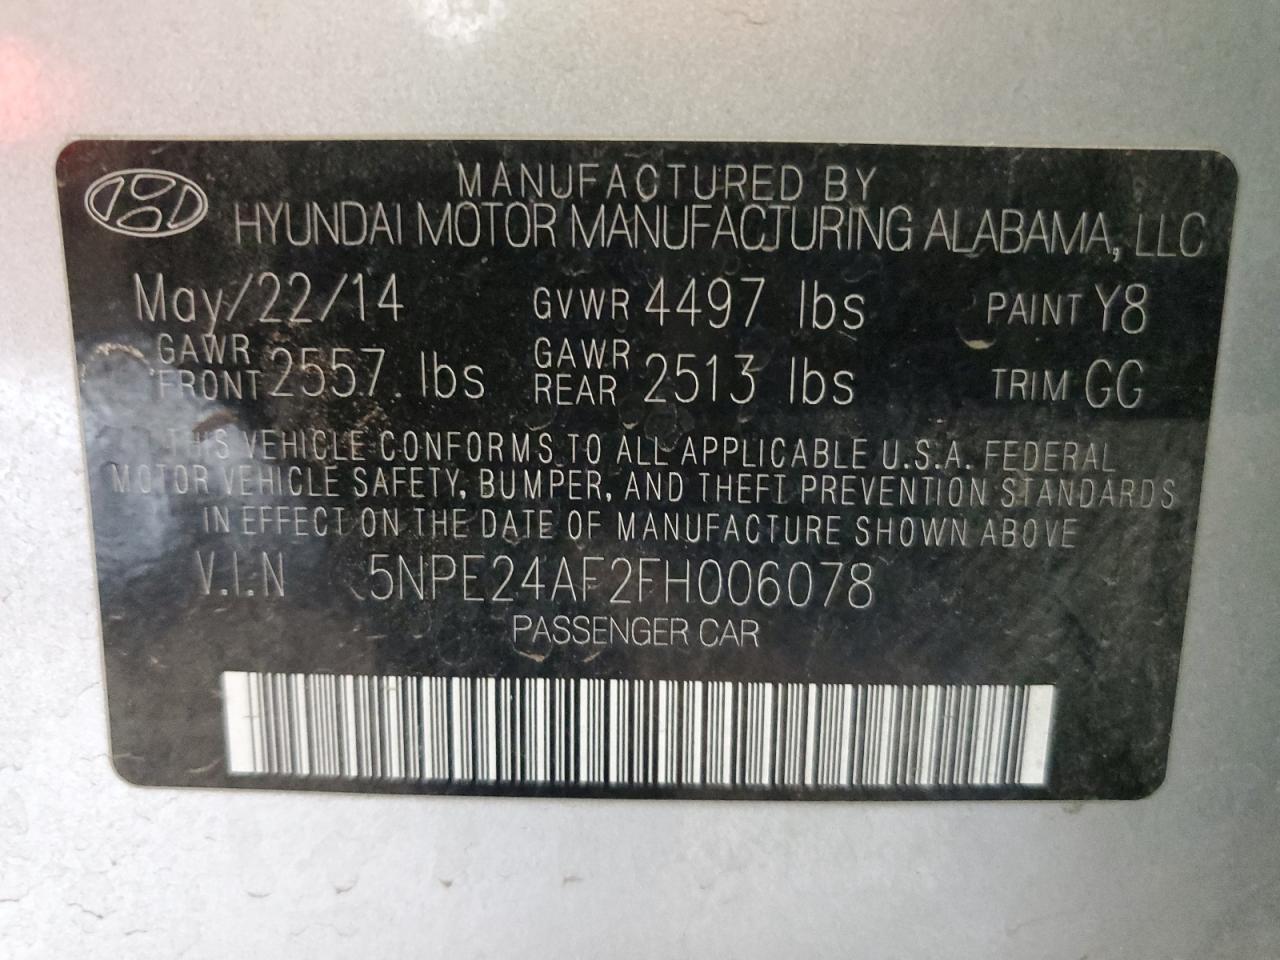 MANUFACTURED BY
HYUNDAI MOTOR MANUFACTURING ALABAMA, LLC
May/22/14 GVWR 4497 lbs PAINT Y8
GAWR FRONT 2557 lbs GAWR REAR 2513 lbs TRIM GG
THIS VEHICLE CONFORMS TO ALL APPLICABLE U.S.A. FEDERAL
MOTOR VEHICLE SAFETY, BUMPER, AND THEFT PREVENTION STANDARDS
IN EFFECT ON THE DATE OF MANUFACTURE SHOWN ABOVE
V.I.N 5NPE24AF2FH006078
PASSENGER CAR